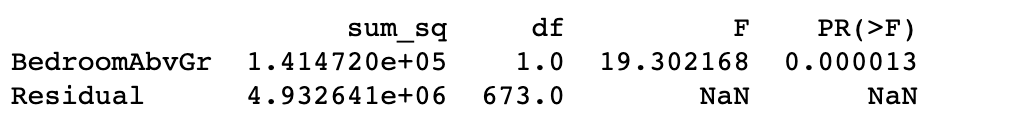 sum_sq df F PR(>F)
BedroomAbvGr 1.414720e+05 1.0 19.302168 0.000013
Residual 4.932641e+06 673.0 NaN NaN